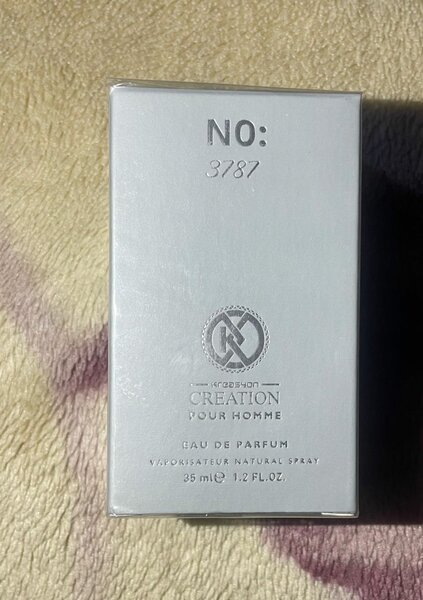 NO:
3787
K
kreasyon
CREATION
POUR HOMME
EAU DE PARFUM
VAPORISATEUR NATURAL SPRAY
35 ml℮ 1.2 FL.OZ.